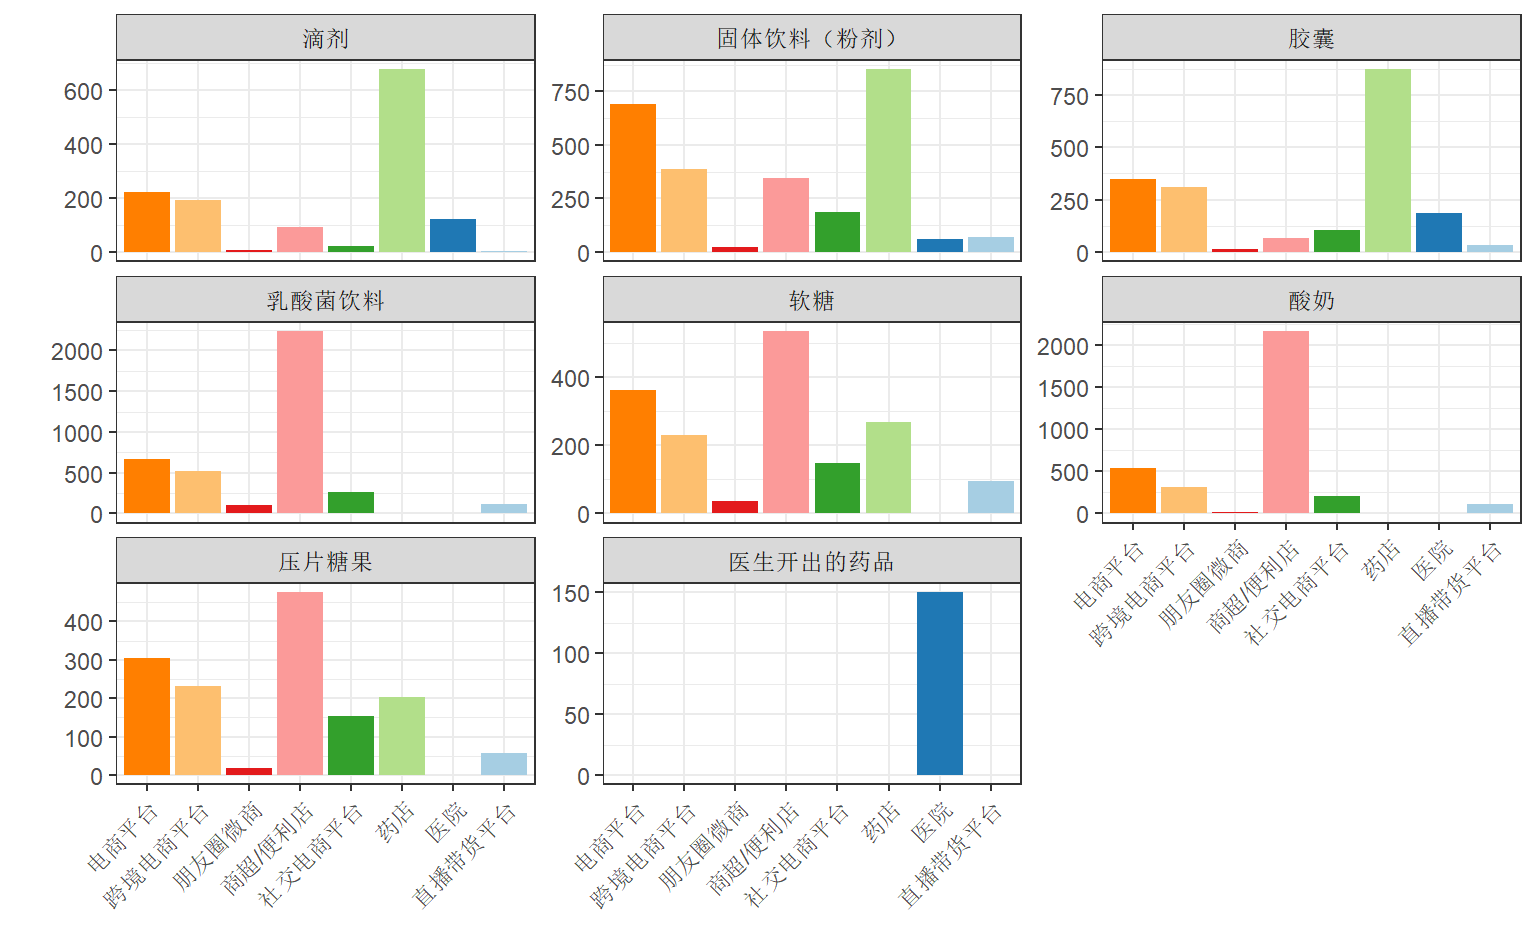 滴剂
固体饮料（粉剂）
胶囊
600
400
200
0
750
500
250
0
750
500
250
0
乳酸菌饮料
软糖
酸奶
2000
1500
1000
500
0
400
200
0
2000
1500
1000
500
0
电商平台
跨境电商平台
朋友圈微商
商超/便利店
社交电商平台
药店
医院
直播带货平台
压片糖果
医生开出的药品
400
300
200
100
0
150
100
50
0
电商平台
跨境电商平台
朋友圈微商
商超/便利店
社交电商平台
药店
医院
直播带货平台
电商平台
跨境电商平台
朋友圈微商
商超/便利店
社交电商平台
药店
医院
直播带货平台